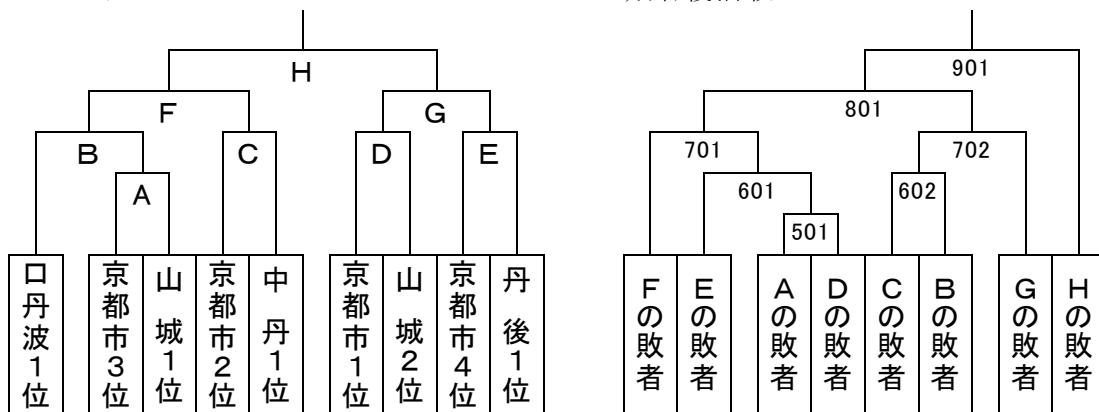 H
901
F
G
801
B
C
D
E
701
702
A
601
602
501
口丹波1位
京都市3位
山城1位
京都市2位
中丹1位
京都市1位
山城2位
京都市4位
丹後1位
Fの敗者
Eの敗者
Aの敗者
Dの敗者
Cの敗者
Bの敗者
Gの敗者
Hの敗者